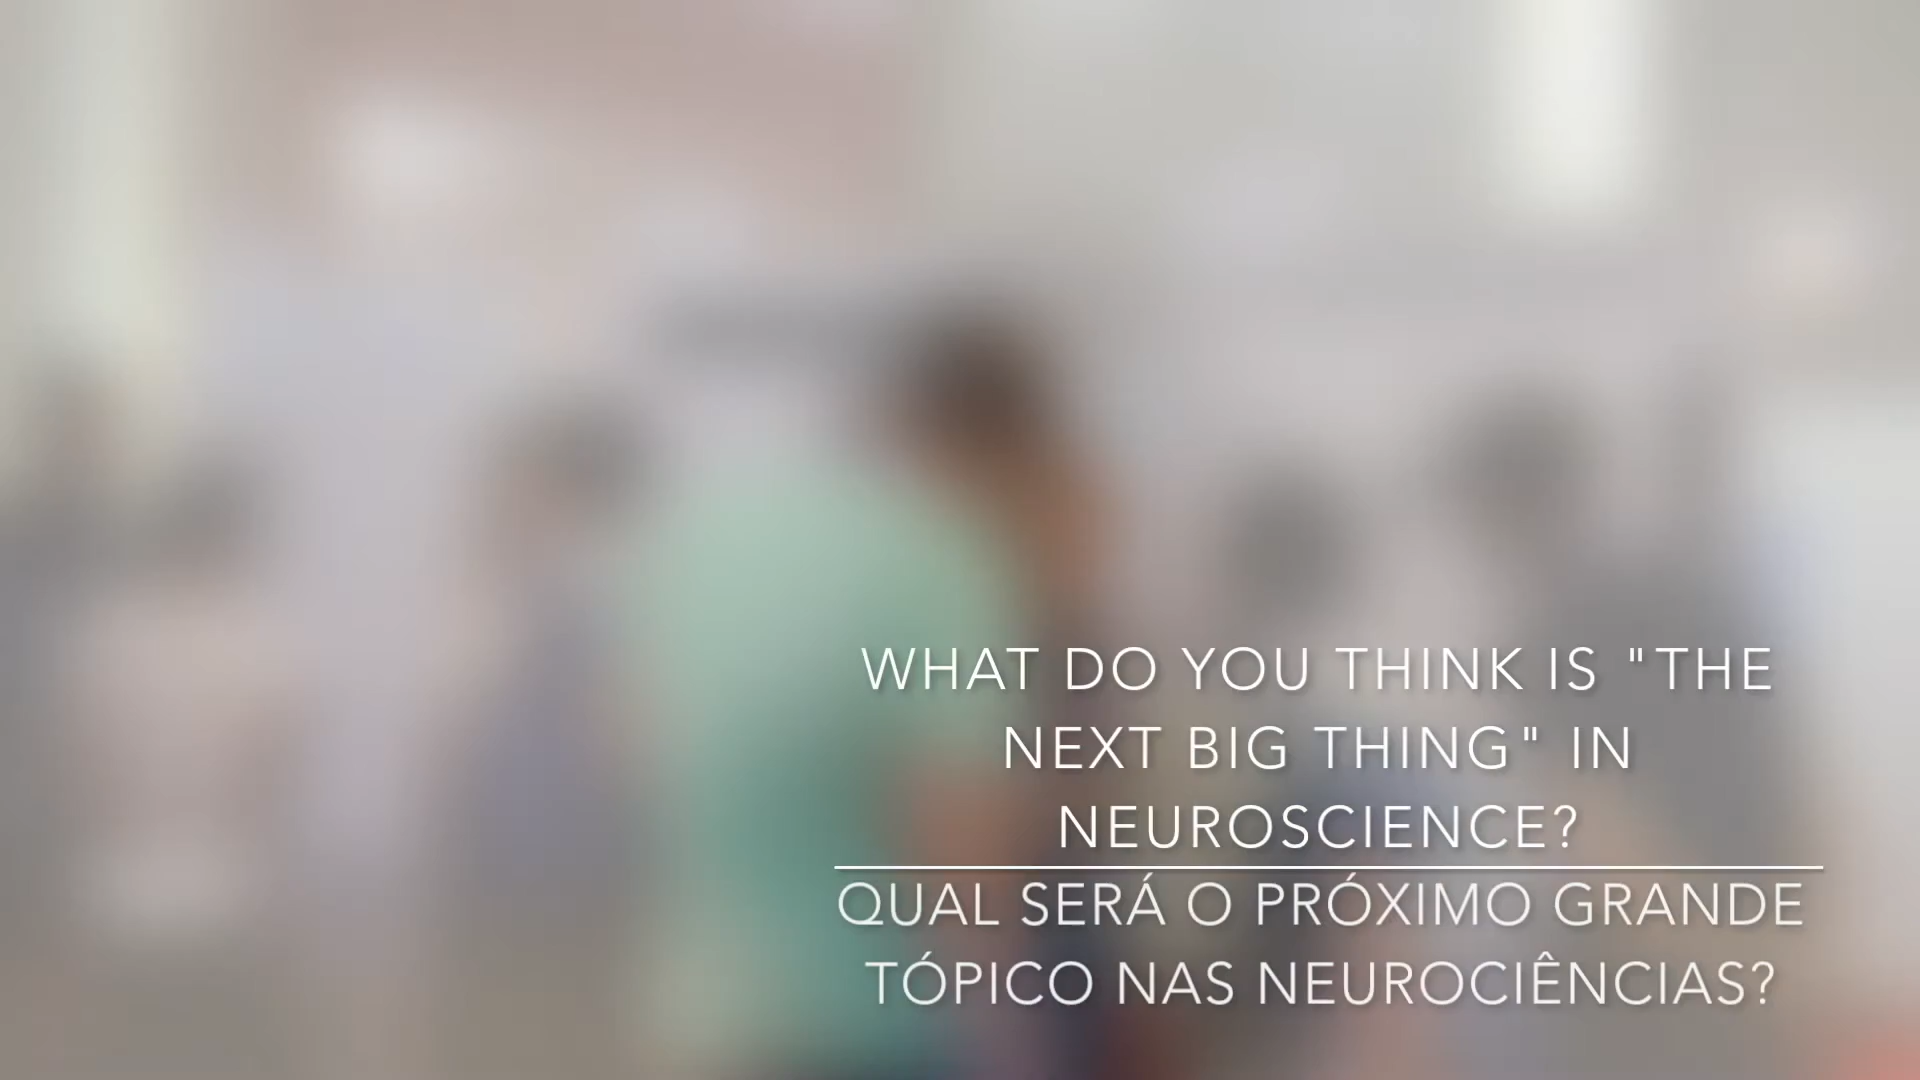 WHAT DO YOU THINK IS "THE
NEXT BIG THING" IN
NEUROSCIENCE?
QUAL SERÁ O PRÓXIMO GRANDE
TÓPICO NAS NEUROCIÊNCIAS?